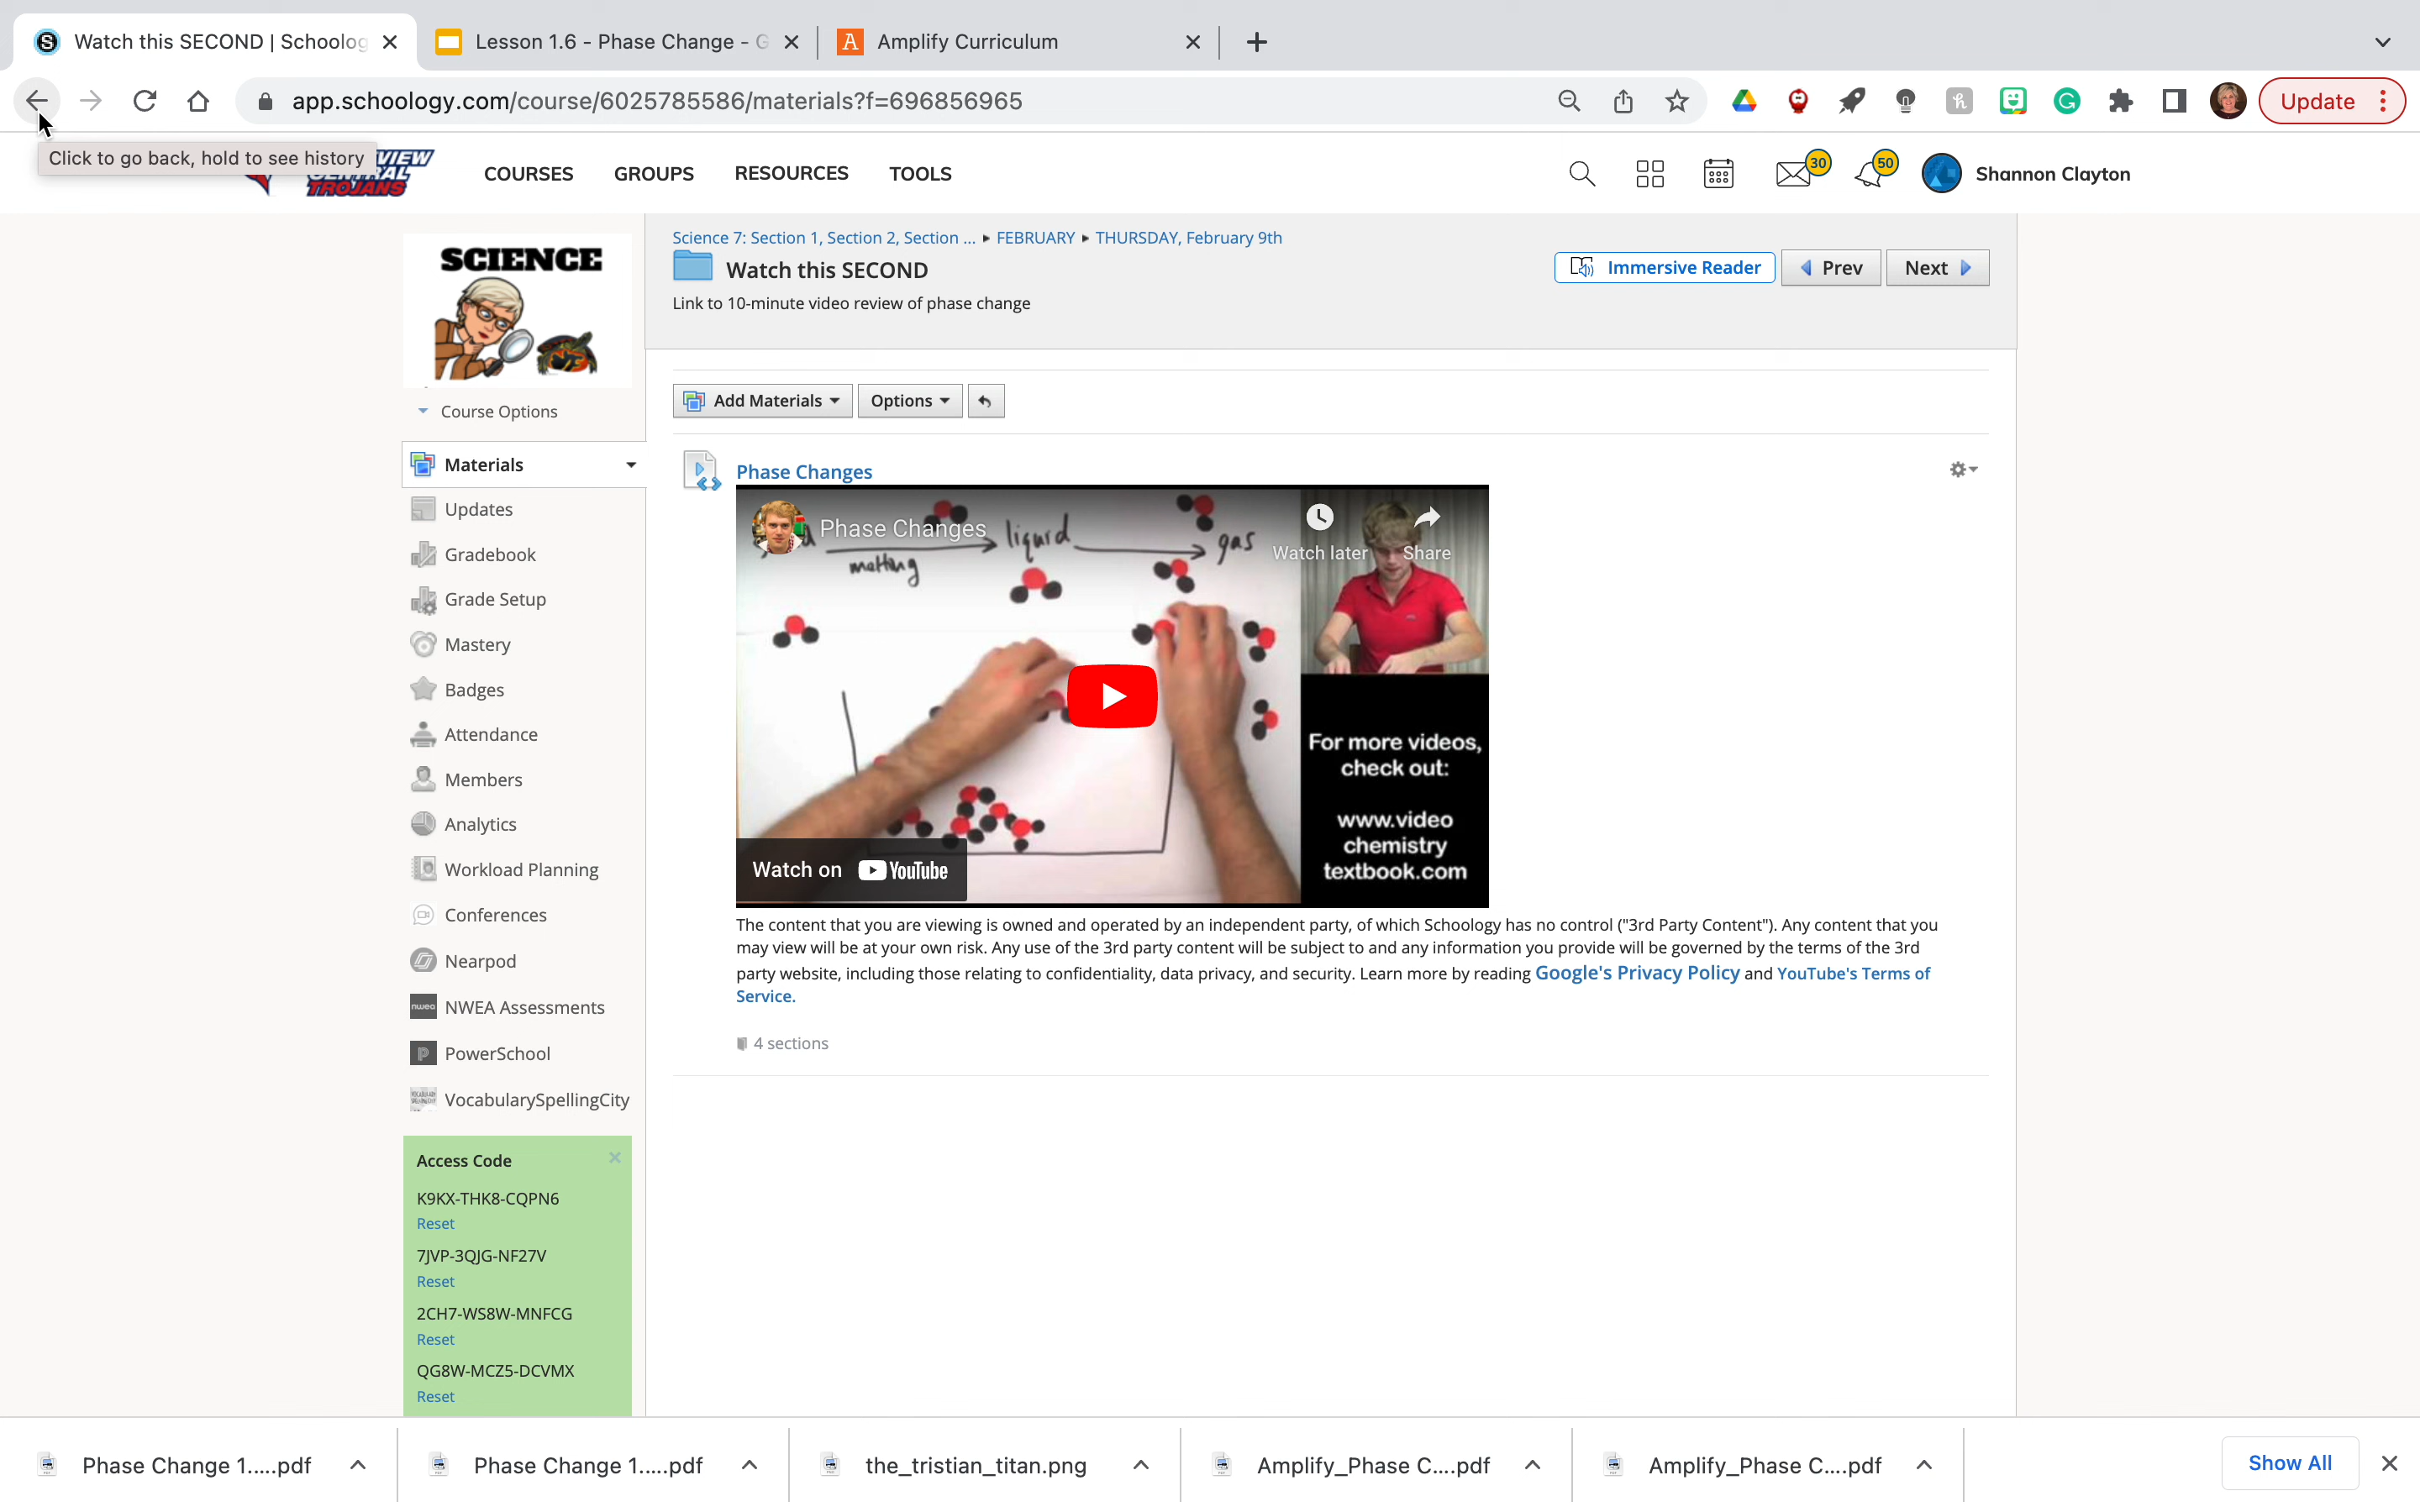 Watch this SECOND | Schoolog
Lesson 1.6 - Phase Change - G
Amplify Curriculum
app.schoology.com/course/6025785586/materials?f=696856965
Update
Click to go back, hold to see history
VIEW
CENTRAL
TROJANS
COURSES
GROUPS
RESOURCES
TOOLS
30
50
Shannon Clayton
SCIENCE
Course Options
Materials
Updates
Gradebook
Grade Setup
Mastery
Badges
Attendance
Members
Analytics
Workload Planning
Conferences
Nearpod
nwea NWEA Assessments
PowerSchool
VocabularySpellingCity
Access Code
K9KX-THK8-CQPN6
Reset
7JVP-3QJG-NF27V
Reset
2CH7-WS8W-MNFCG
Reset
QG8W-MCZ5-DCVMX
Reset
Science 7: Section 1, Section 2, Section ... ▸ FEBRUARY ▸ THURSDAY, February 9th
Watch this SECOND
Link to 10-minute video review of phase change
Immersive Reader
Prev
Next
Add Materials
Options
Phase Changes
Phase Changes
Watch later
Share
liquid
gas
melting
For more videos,
check out:
www.video
chemistry
textbook.com
Watch on YouTube
The content that you are viewing is owned and operated by an independent party, of which Schoology has no control ("3rd Party Content"). Any content that you
may view will be at your own risk. Any use of the 3rd party content will be subject to and any information you provide will be governed by the terms of the 3rd
party website, including those relating to confidentiality, data privacy, and security. Learn more by reading Google's Privacy Policy and YouTube's Terms of
Service.
4 sections
Phase Change 1.....pdf
Phase Change 1.....pdf
the_tristian_titan.png
Amplify_Phase C....pdf
Amplify_Phase C....pdf
Show All